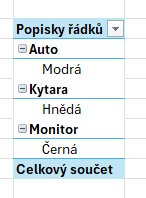 Popisky řádků
Auto
Modrá
Kytara
Hnědá
Monitor
Černá
Celkový součet